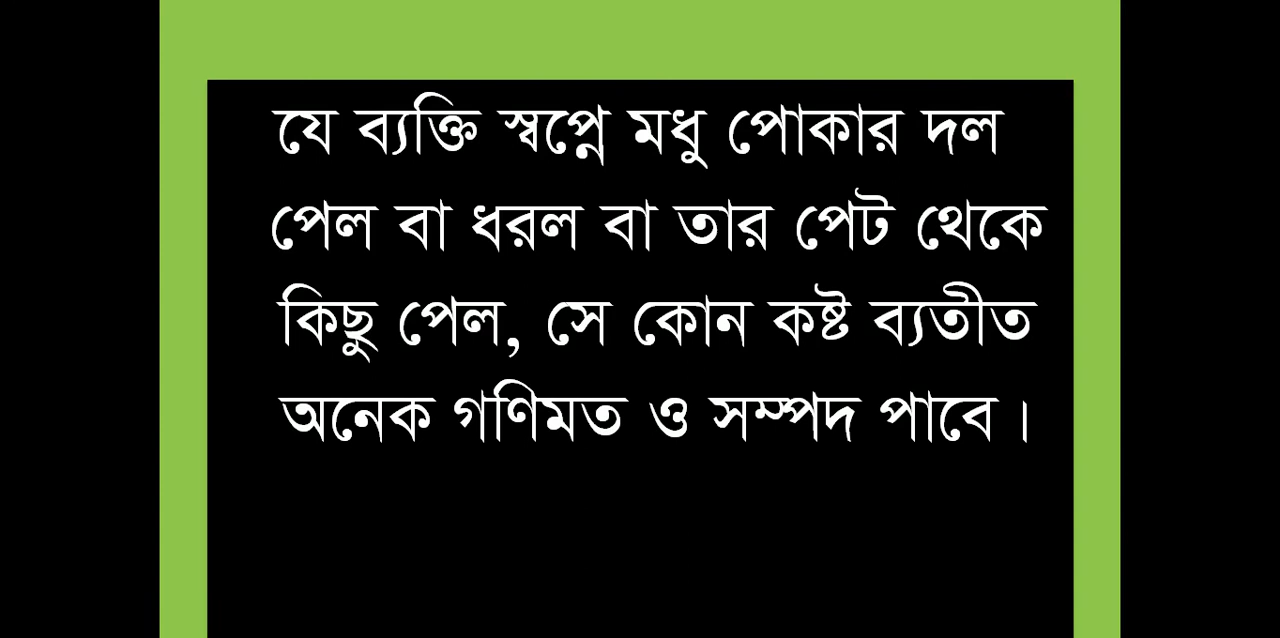 যে ব্যক্তি স্বপ্নে মধু পোকার দল
পেল বা ধরল বা তার পেট থেকে
কিছু পেল, সে কোন কষ্ট ব্যতীত
অনেক গণিমত ও সম্পদ পাবে।